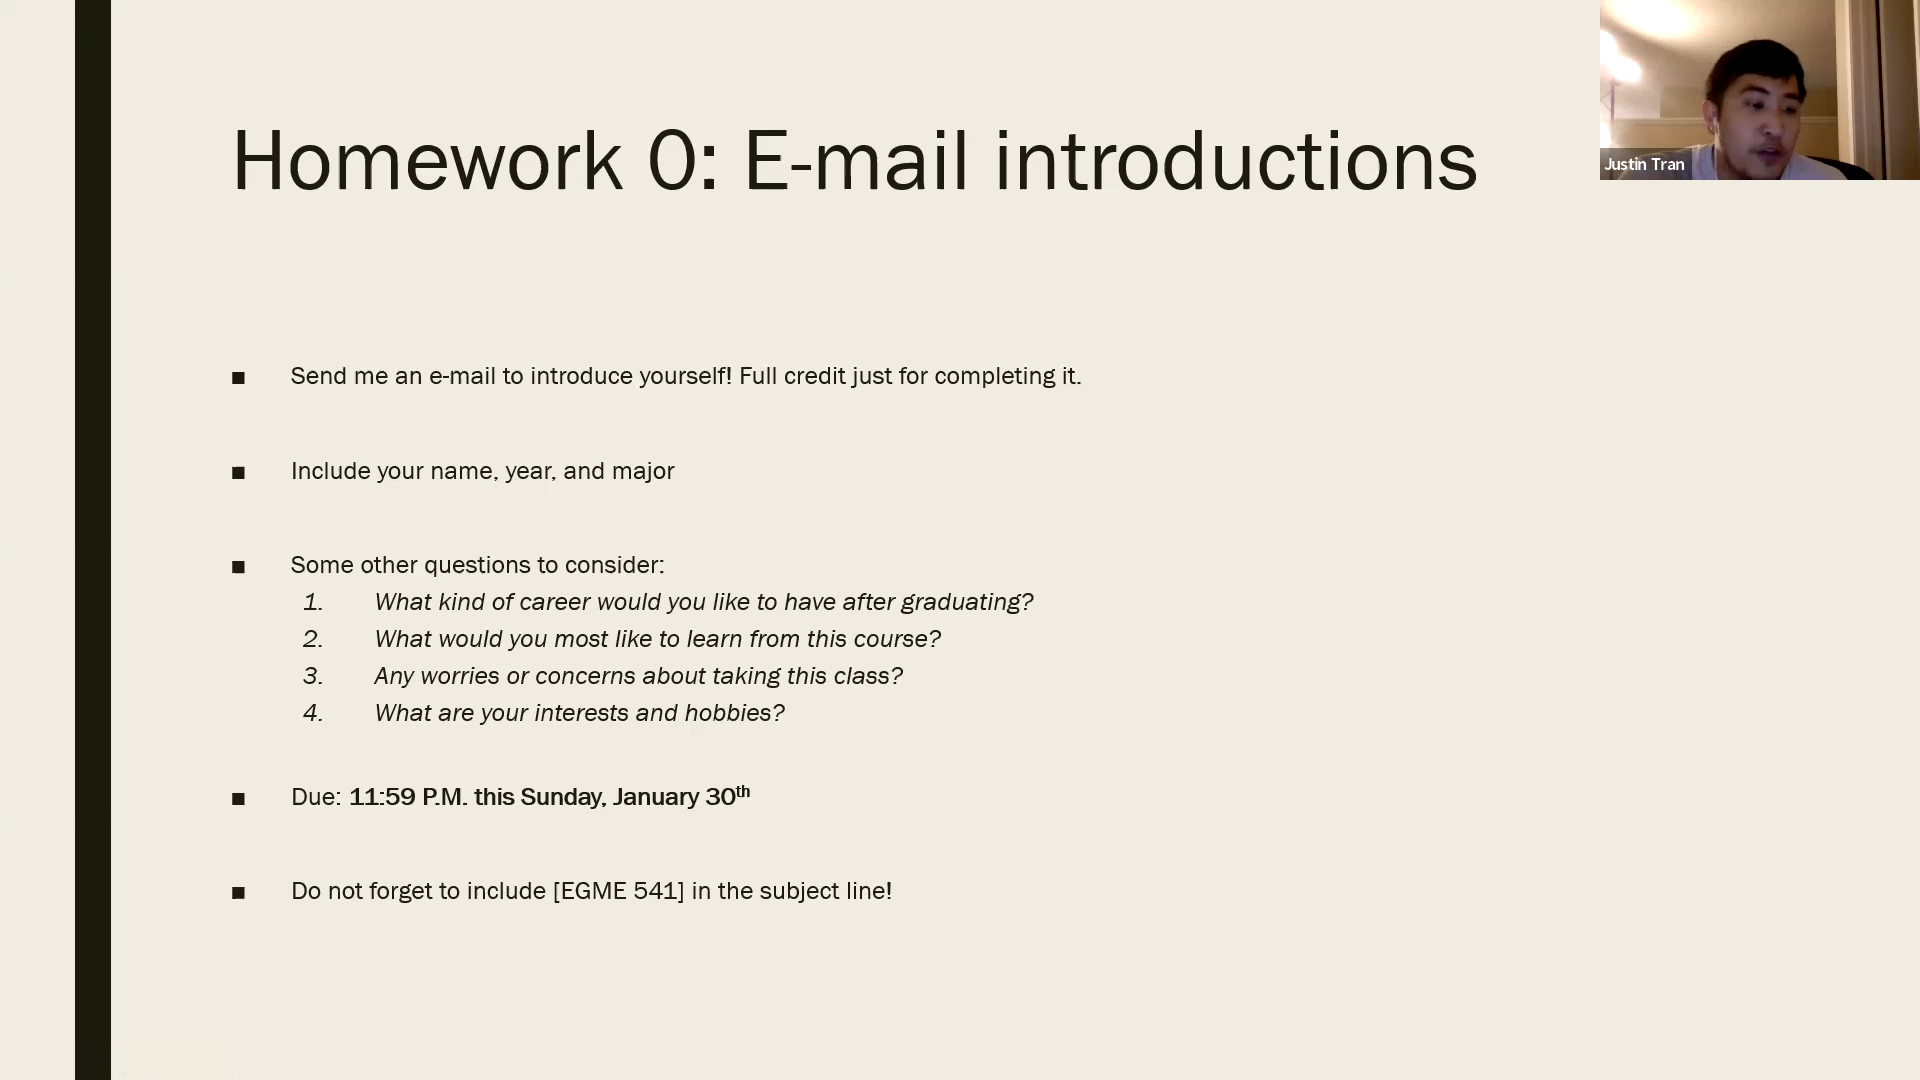 Homework 0: E-mail introductions
Justin Tran
■ Send me an e-mail to introduce yourself! Full credit just for completing it.
■ Include your name, year, and major
■ Some other questions to consider:
1. What kind of career would you like to have after graduating?
2. What would you most like to learn from this course?
3. Any worries or concerns about taking this class?
4. What are your interests and hobbies?
■ Due: 11:59 P.M. this Sunday, January 30th
■ Do not forget to include [EGME 541] in the subject line!